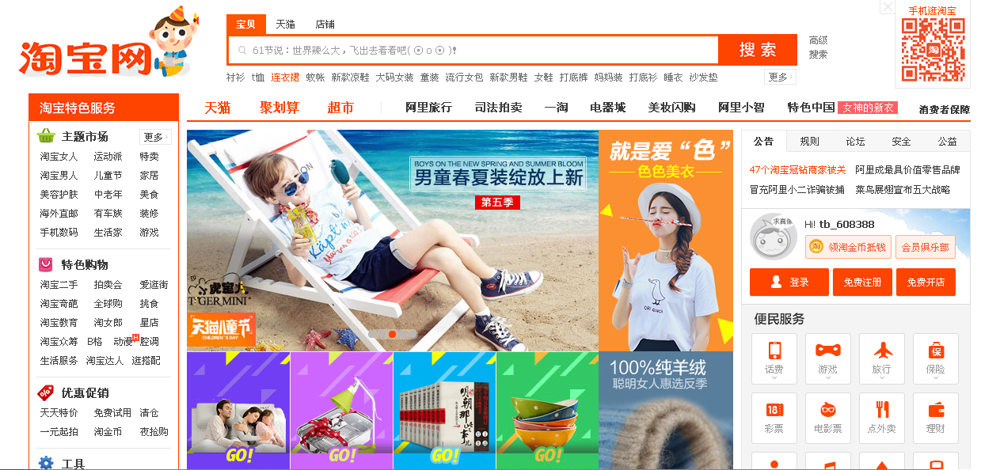 淘宝网
宝贝 天猫 店铺
61节说：世界辣么大，飞出去看看吧(⊙o⊙)!
搜 索
高级
搜索
手机逛淘宝
淘
衬衫 t恤 连衣裙 蚊帐 新款凉鞋 大码女装 童装 流行女包 新款男鞋 女鞋 打底裤 妈妈装 打底衫 睡衣 沙发垫
更多
淘宝特色服务
天猫 聚划算 超市 阿里旅行 司法拍卖 一淘 电器城 美妆闪购 阿里小智 特色中国 女神的新衣 消费者保障
主题市场 更多
淘宝女人 运动派 特卖
淘宝男人 儿童节 家居
美容护肤 中老年 美食
海外直邮 有车族 装修
手机数码 生活家 游戏
特色购物
淘宝二手 拍卖会 爱逛街
淘宝奇葩 全球购 挑食
淘宝教育 淘女郎 星店
淘宝众筹 B格 动漫 H 腔调
生活服务 淘宝达人 逛搭配
优惠促销
天天特价 免费试用 清仓
一元起拍 淘金币 夜抢购
工具
BOYS ON THE NEW SPRING AND SUMMER BLOOM
男童春夏装绽放上新
第五季
虎宝儿
TIGER MINI
天猫儿童节
CHILDREN'S DAY
就是爱“色”
色色美衣
ORI QUACK
GO!
GO!
明朝那些事儿
GO!
GO!
100%纯羊绒
聪明女人惠选反季
公告 规则 论坛 安全 公益
47个淘宝冠钻商家被关 阿里成最具价值零售品牌
冒充阿里小二诈骗被捕 菜鸟展翅宣布五大战略
求真像
Hi! tb_608388
淘 领淘金币抵钱 会员俱乐部
登录 免费注册 免费开店
便民服务
保
话费 游戏 旅行 保险
18
彩票 电影票 点外卖 理财